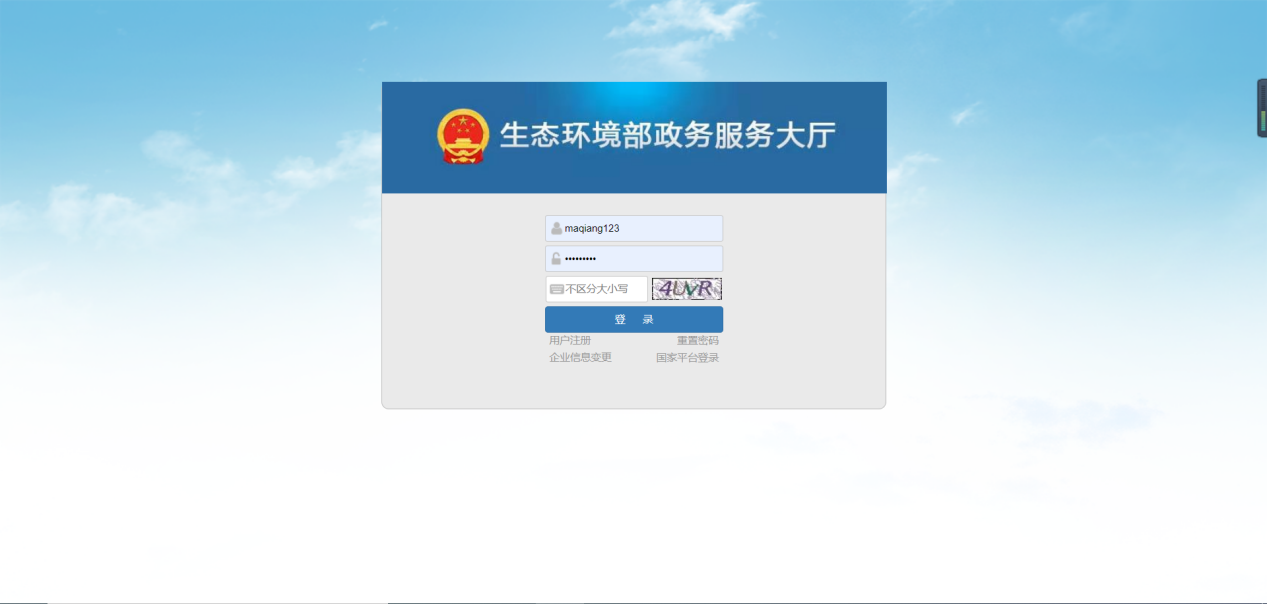 生态环境部政务服务大厅
maqiang123
•••••••••
不区分大小写 4UvR
登 录
用户注册 重置密码
企业信息变更 国家平台登录